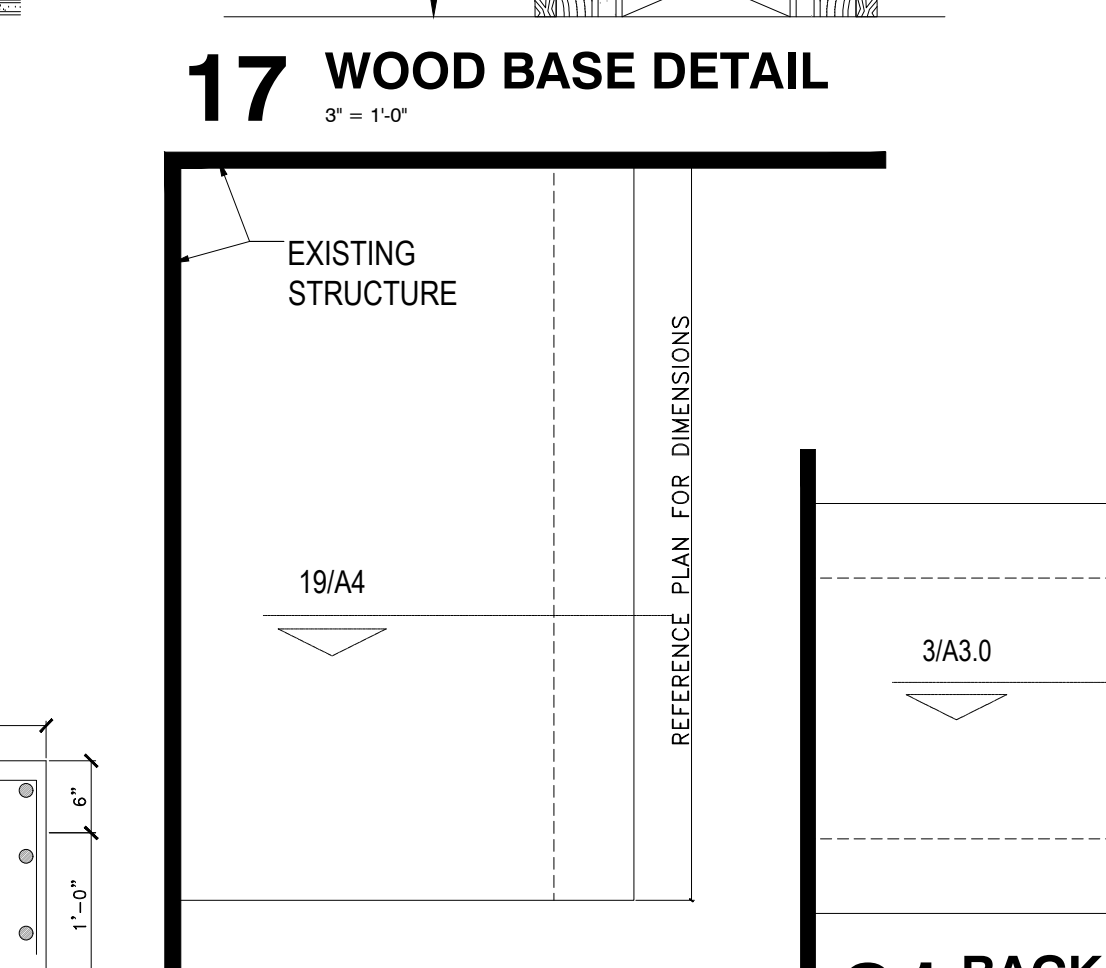 17 WOOD BASE DETAIL
3" = 1'-0"
EXISTING
STRUCTURE
REFERENCE PLAN FOR DIMENSIONS
19/A4
3/A3.0
6"
1'-0"